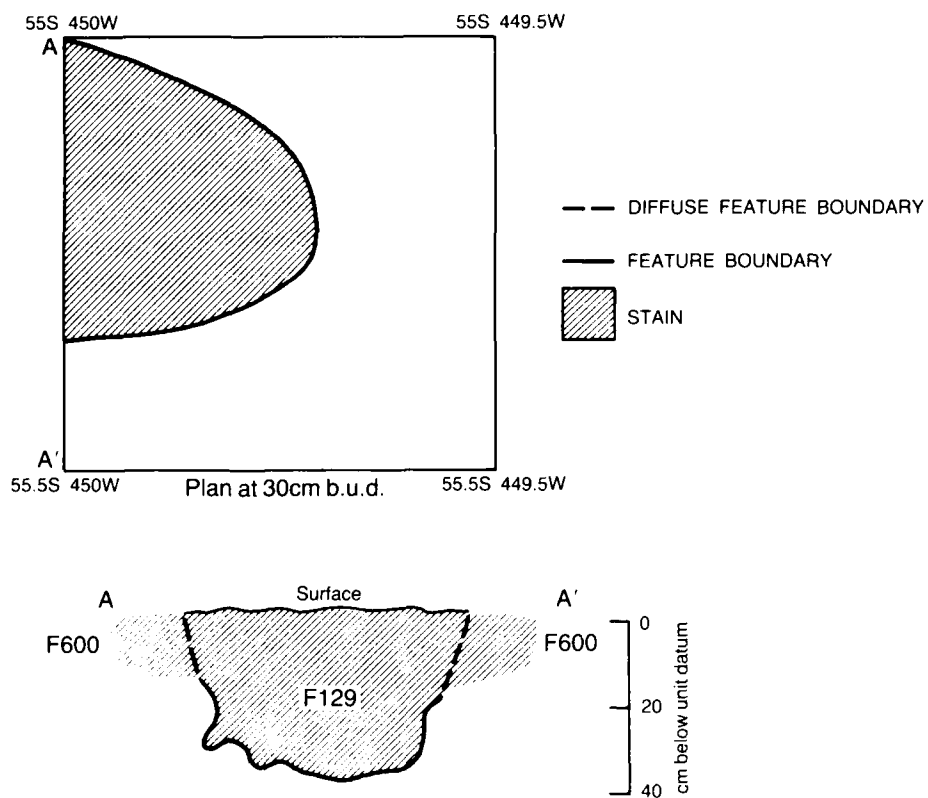 55S 450W
55S 449.5W
A
DIFFUSE FEATURE BOUNDARY
FEATURE BOUNDARY
STAIN
A'
55.5S 450W
Plan at 30cm b.u.d.
55.5S 449.5W
A
Surface
A'
F600
F129
F600
0
20
40
cm below unit datum